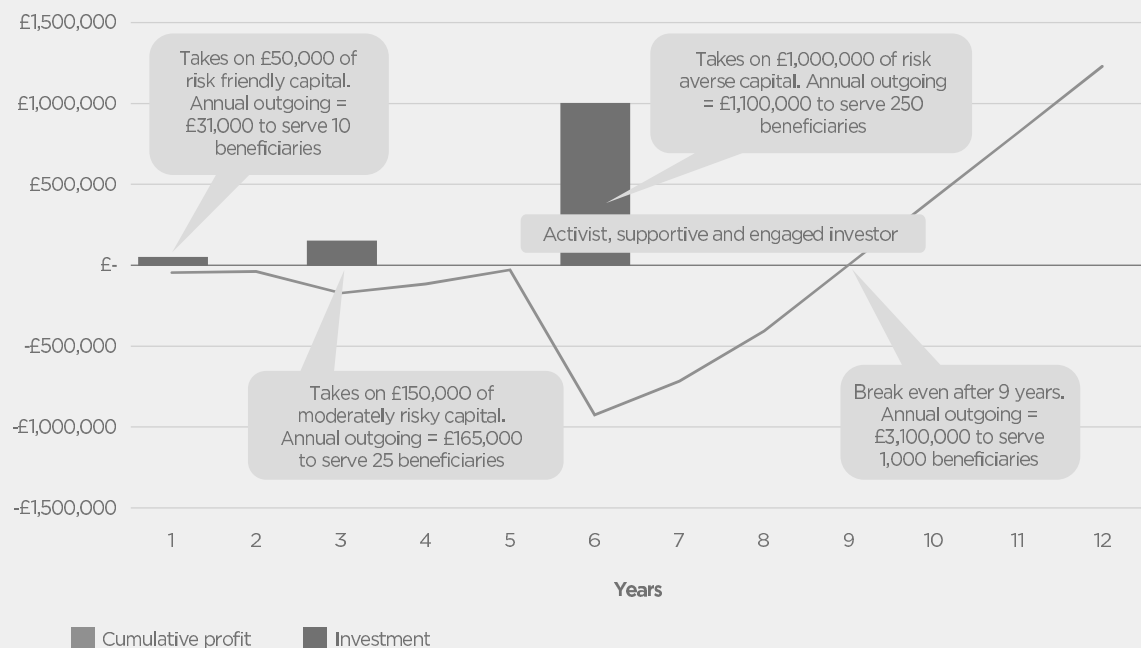 £1,500,000
£1,000,000
£500,000
£-
-£500,000
-£1,000,000
-£1,500,000
Takes on £50,000 of
risk friendly capital.
Annual outgoing =
£31,000 to serve 10
beneficiaries
Takes on £1,000,000 of risk
averse capital. Annual outgoing
= £1,100,000 to serve 250
beneficiaries
Activist, supportive and engaged investor
Takes on £150,000 of
moderately risky capital.
Annual outgoing = £165,000
to serve 25 beneficiaries
Break even after 9 years.
Annual outgoing =
£3,100,000 to serve
1,000 beneficiaries
1 2 3 4 5 6 7 8 9 10 11 12
Years
Cumulative profit Investment